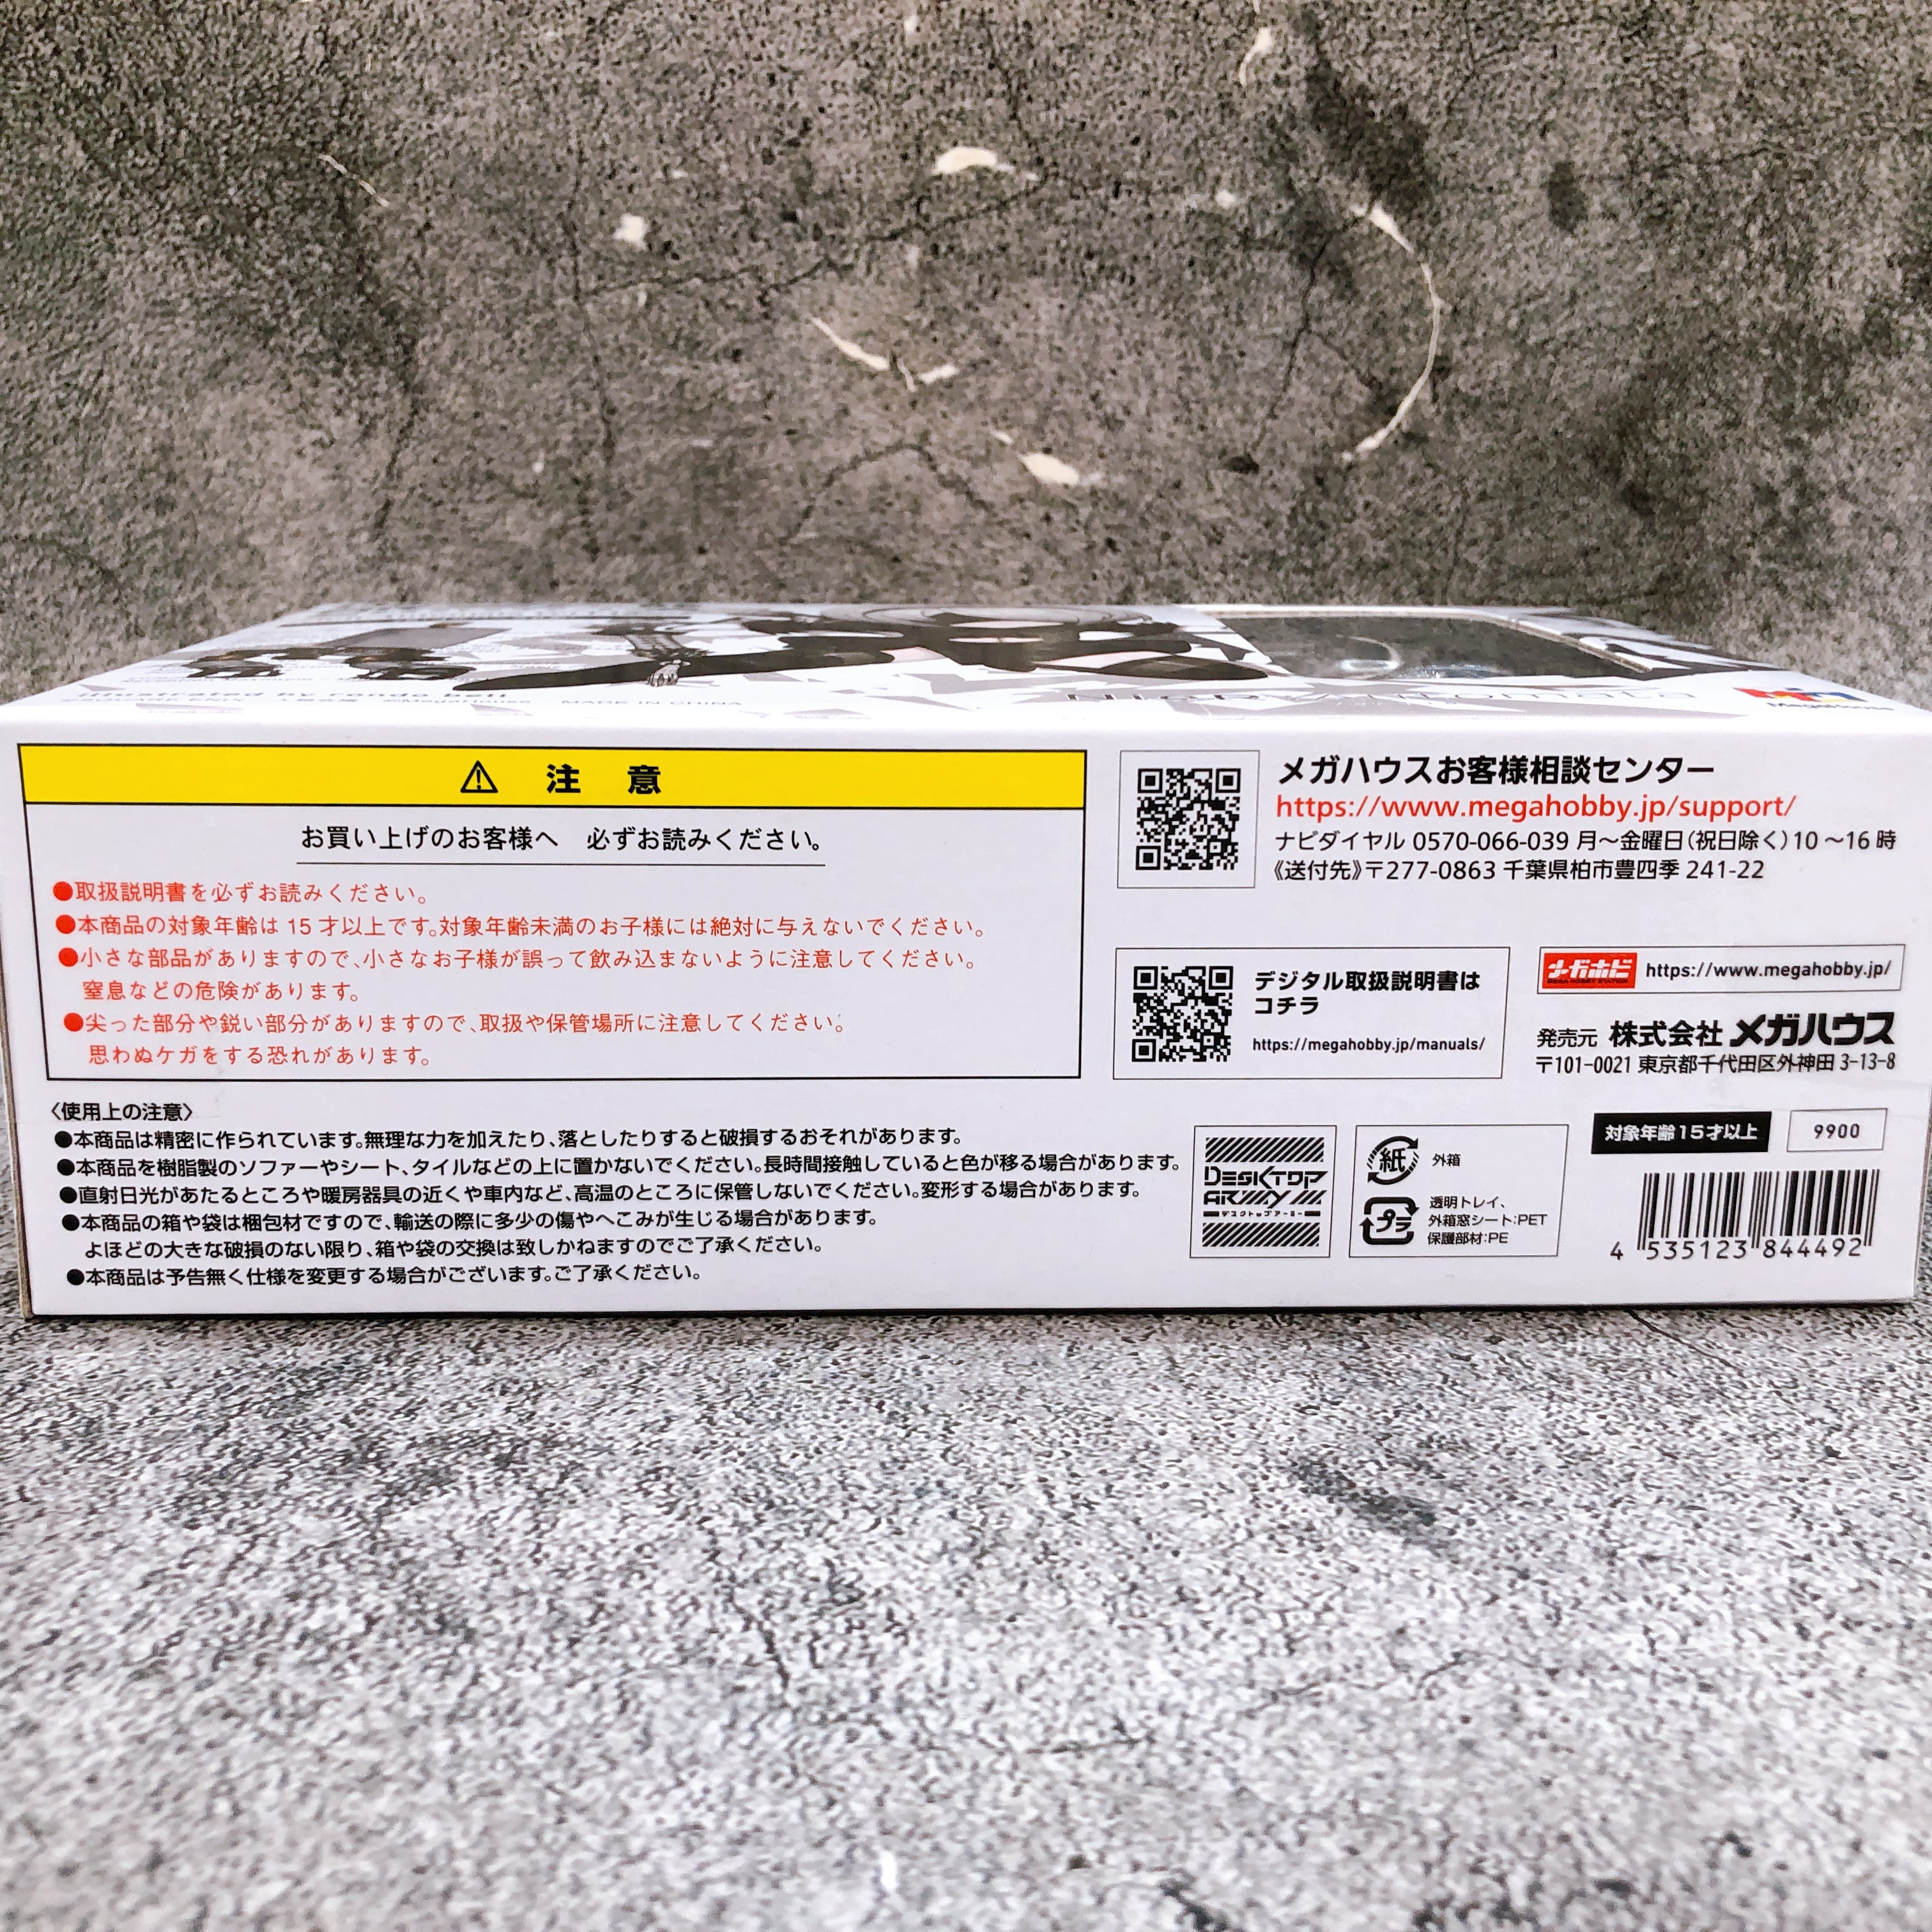 illustrated by rondo bell
MADE IN CHINA
MegaHouse
注 意
お買い上げのお客様へ 必ずお読みください。
●取扱説明書を必ずお読みください。
●本商品の対象年齢は 15 才以上です。対象年齢未満のお子様には絶対に与えないでください。
●小さな部品がありますので、小さなお子様が誤って飲み込まないように注意してください。
窒息などの危険があります。
●尖った部分や鋭い部分がありますので、取扱や保管場所に注意してください。
思わぬケガをする恐れがあります。
〈使用上の注意〉
●本商品は精密に作られています。無理な力を加えたり、落としたりすると破損するおそれがあります。
●本商品を樹脂製のソファーやシート、タイルなどの上に置かないでください。長時間接触していると色が移る場合があります。
●直射日光があたるところや暖房器具の近くや車内など、高温のところに保管しないでください。変形する場合があります。
●本商品の箱や袋は梱包材ですので、輸送の際に多少の傷やへこみが生じる場合があります。
よほどの大きな破損のない限り、箱や袋の交換は致しかねますのでご了承ください。
●本商品は予告無く仕様を変更する場合がございます。ご了承ください。
メガハウスお客様相談センター
https://www.megahobby.jp/support/
ナビダイヤル 0570-066-039 月～金曜日(祝日除く)10 ～16 時
《送付先》〒277-0863 千葉県柏市豊四季 241-22
デジタル取扱説明書は
コチラ
https://megahobby.jp/manuals/
メガホビ https://www.megahobby.jp/
MEGA HOBBY STATION
発売元 株式会社 メガハウス
〒101-0021 東京都千代田区外神田 3-13-8
DESKTOP
ARMY
デスクトップアーミー
紙 外箱
プラ 透明トレイ、
外箱窓シート:PET
保護部材:PE
対象年齢15才以上
9900
4 535123 844492